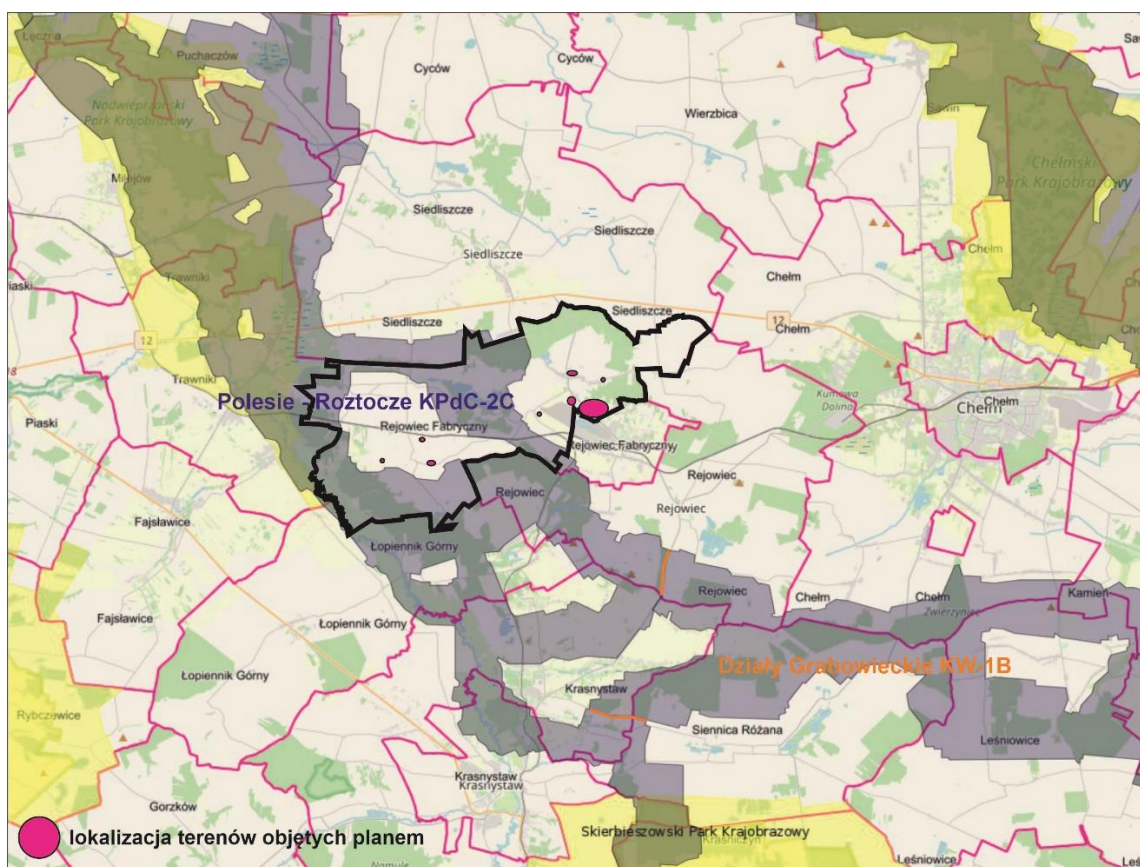 Łęczna
Puchaczów
Cyców
Cyców
Sawin
Nadwieprzański
Park Krajobrazowy
Wierzbica
Chełmski
Park Krajobrazowy
Milejów
Siedliszcze
Siedliszcze
Siedliszcze
Chełm
Trawniki
Piaski
Chełm
Siedliszcze
Siedliszcze
12
Chełm
12
Trawniki
Kumowa
Dolina
Chełm
Chełm
Polesie - Roztocze KPdC-2C
Piaski
Rejowiec Fabryczny
Rejowiec Fabryczny
Rejowiec
Rejowiec
Rejowiec
Fajsławice
Łopiennik Górny
Rejowiec
Chełm
Chełm
Zwierzyniec
Kamień
Fajsławice
Łopiennik Górny
Działy Grabowieckie KW-1B
Łopiennik Górny
Krasnystaw
Rybczewice
Siennica Różana
Leśniowice
Krasnystaw
Krasnystaw
Gorzków
lokalizacja terenów objętych planem
Skierbieszowski Park Krajobrazowy
Kraśniczyn
Leśniowice
Namule